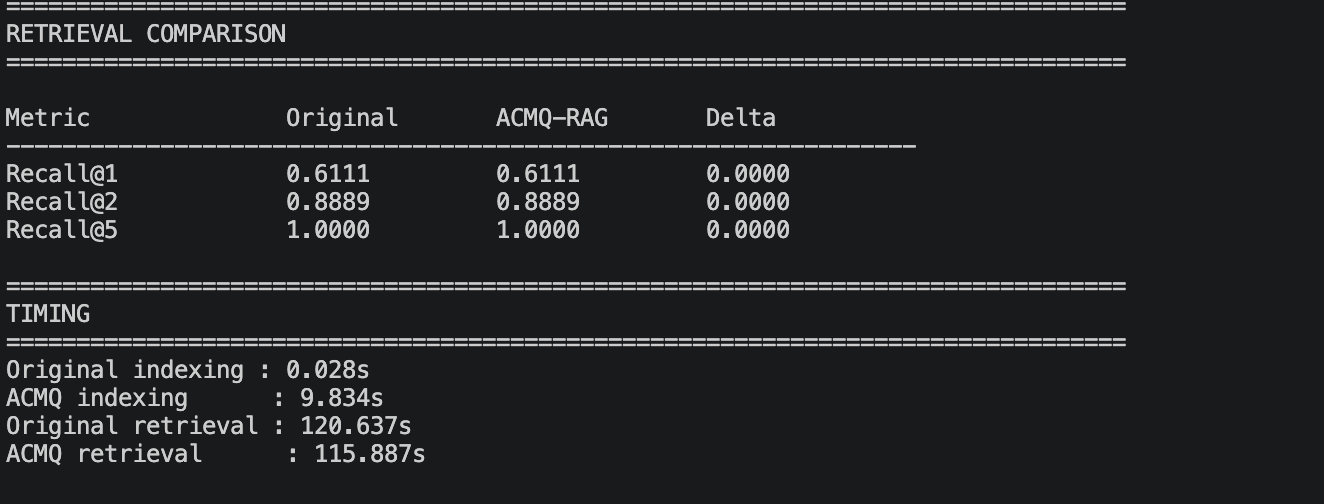 ================================================================================
RETRIEVAL COMPARISON
================================================================================
Metric              Original       ACMQ-RAG       Delta
-----------------------------------------------------------------
Recall@1            0.6111         0.6111         0.0000
Recall@2            0.8889         0.8889         0.0000
Recall@5            1.0000         1.0000         0.0000
================================================================================
TIMING
================================================================================
Original indexing : 0.028s
ACMQ indexing      : 9.834s
Original retrieval : 120.637s
ACMQ retrieval      : 115.887s